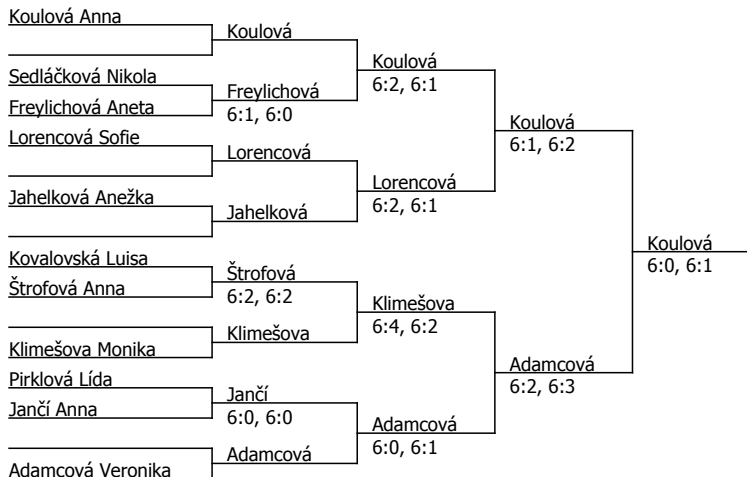 Koulová Anna
Koulová
Koulová
6:2, 6:1
Sedláčková Nikola
Freylichová
6:1, 6:0
Freylichová Aneta
Koulová
6:1, 6:2
Lorencová Sofie
Lorencová
Lorencová
6:2, 6:1
Jahelková Anežka
Jahelková
Koulová
6:0, 6:1
Kovalovská Luisa
Štrofová
6:2, 6:2
Štrofová Anna
Klimešova
6:4, 6:2
Klimešova
Klimešova Monika
Adamcová
6:2, 6:3
Pirklová Lída
Jančí
6:0, 6:0
Jančí Anna
Adamcová
6:0, 6:1
Adamcová
Adamcová Veronika